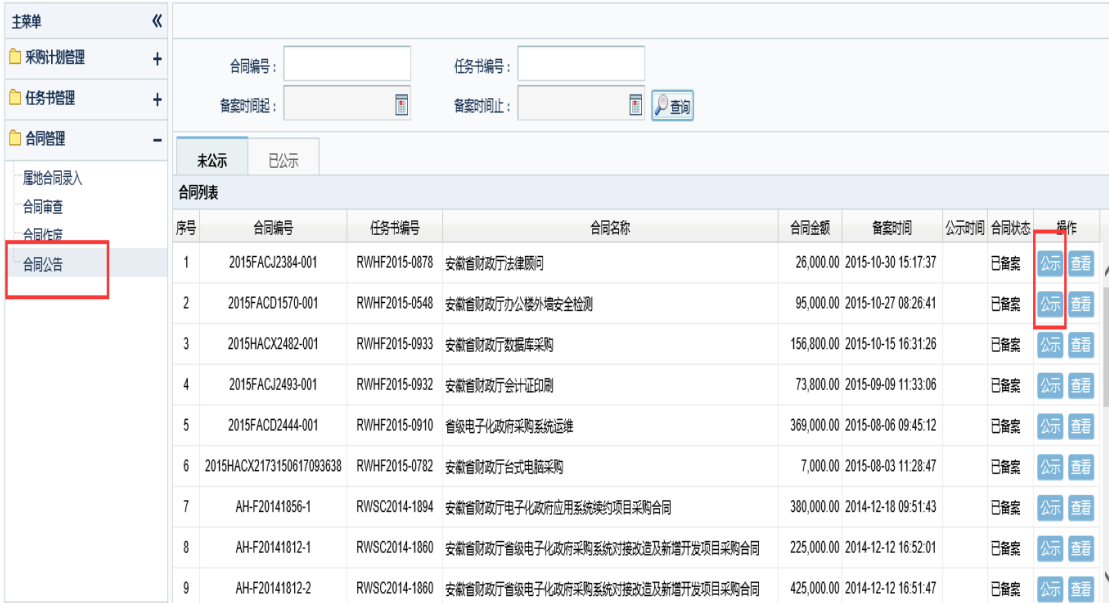 主菜单 《
采购计划管理 +
任务书管理 +
合同管理 -
属地合同录入
合同审查
合同作废
合同公告
合同编号： 任务书编号：
备案时间起： 备案时间止： 查询
未公示 已公示
合同列表
序号 合同编号 任务书编号 合同名称 合同金额 备案时间 公示时间 合同状态 操作
1 2015FACJ2384-001 RWHF2015-0878 安徽省财政厅法律顾问 26,000.00 2015-10-30 15:17:37 已备案 公示 查看
2 2015FACD1570-001 RWHF2015-0548 安徽省财政厅办公楼外墙安全检测 95,000.00 2015-10-27 08:26:41 已备案 公示 查看
3 2015HACX2482-001 RWHF2015-0933 安徽省财政厅数据库采购 156,800.00 2015-10-15 16:31:26 已备案 公示 查看
4 2015FACJ2493-001 RWHF2015-0932 安徽省财政厅会计证印刷 73,800.00 2015-09-09 11:33:06 已备案 公示 查看
5 2015FACD2444-001 RWHF2015-0910 省级电子化政府采购系统运维 369,000.00 2015-08-06 09:45:12 已备案 公示 查看
6 2015HACX2173150617093638 RWHF2015-0782 安徽省财政厅台式电脑采购 7,000.00 2015-08-03 11:28:47 已备案 公示 查看
7 AH-F20141856-1 RWSC2014-1894 安徽省财政厅电子化政府应用系统续约项目采购合同 380,000.00 2014-12-18 09:51:43 已备案 公示 查看
8 AH-F20141812-1 RWSC2014-1860 安徽省财政厅省级电子化政府采购系统对接改造及新增开发项目采购合同 225,000.00 2014-12-12 16:52:01 已备案 公示 查看
9 AH-F20141812-2 RWSC2014-1860 安徽省财政厅省级电子化政府采购系统对接改造及新增开发项目采购合同 425,000.00 2014-12-12 16:51:47 已备案 公示 查看